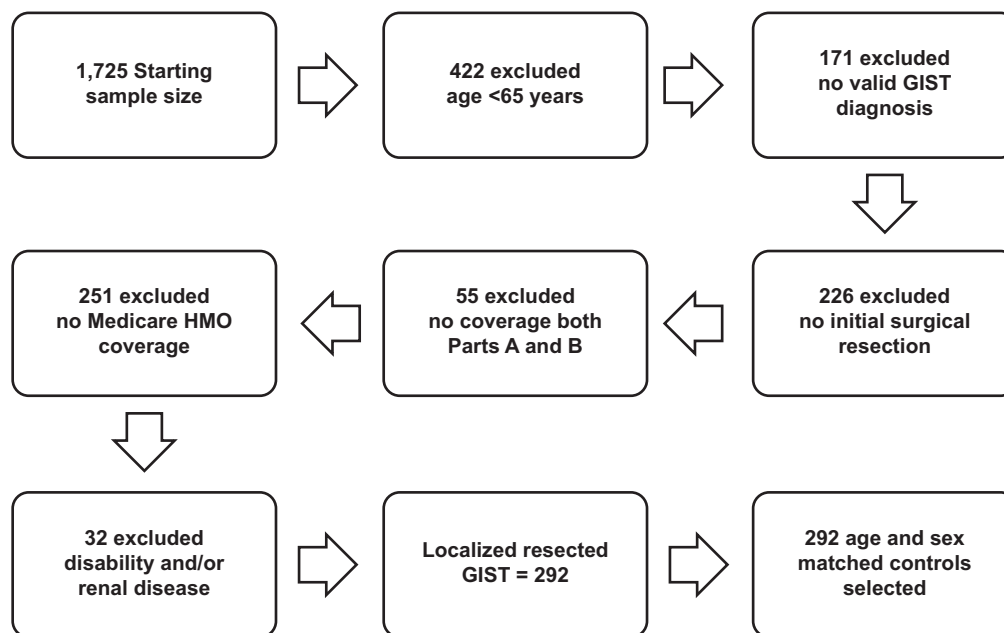 1,725 Starting
sample size
422 excluded
age <65 years
171 excluded
no valid GIST
diagnosis
226 excluded
no initial surgical
resection
55 excluded
no coverage both
Parts A and B
251 excluded
no Medicare HMO
coverage
32 excluded
disability and/or
renal disease
Localized resected
GIST = 292
292 age and sex
matched controls
selected